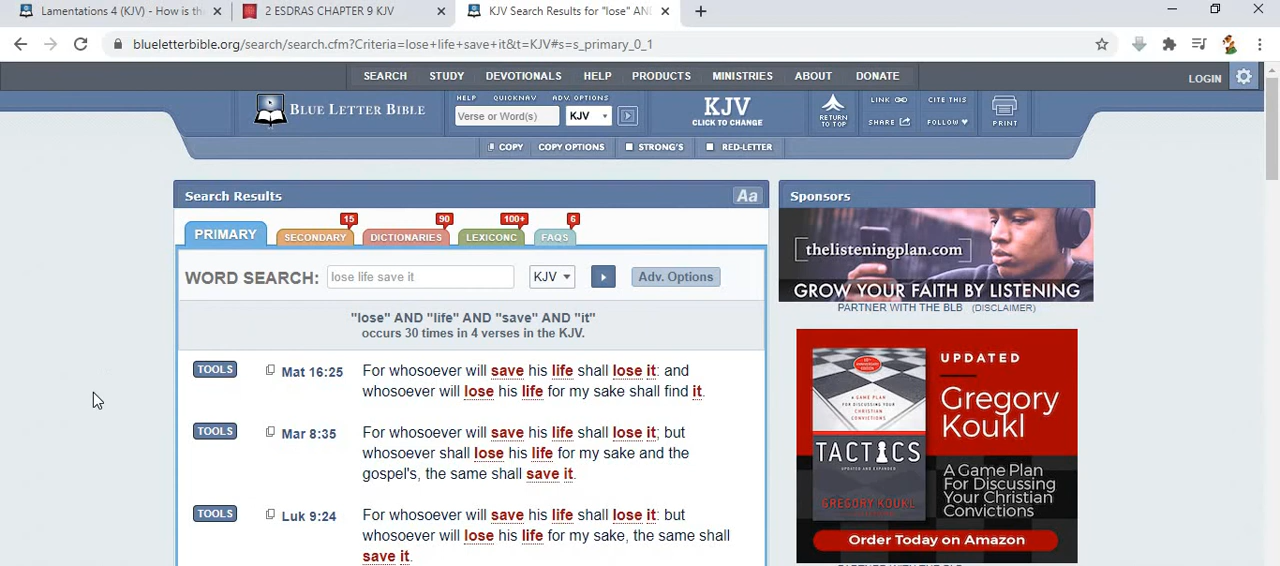 Lamentations 4 (KJV) - How is th
2 ESDRAS CHAPTER 9 KJV
KJV Search Results for "lose" AN
blueletterbible.org/search/search.cfm?Criteria=lose+life+save+it&t=KJV#s=s_primary_0_1
SEARCH STUDY DEVOTIONALS HELP PRODUCTS MINISTRIES ABOUT DONATE
LOGIN
BLUE LETTER BIBLE
HELP QUICKNAV ADV. OPTIONS
Verse or Word(s) KJV
KJV
CLICK TO CHANGE
RETURN
TO TOP
LINK CITE THIS
SHARE FOLLOW
PRINT
COPY COPY OPTIONS STRONG'S RED-LETTER
Search Results Aa
PRIMARY
SECONDARY 15
DICTIONARIES 90
LEXICONC 100+
FAQS 6
WORD SEARCH: lose life save it KJV Adv. Options
"lose" AND "life" AND "save" AND "it"
occurs 30 times in 4 verses in the KJV.
TOOLS Mat 16:25 For whosoever will save his life shall lose it: and
whosoever will lose his life for my sake shall find it.
TOOLS Mar 8:35 For whosoever will save his life shall lose it; but
whosoever shall lose his life for my sake and the
gospel's, the same shall save it.
TOOLS Luk 9:24 For whosoever will save his life shall lose it: but
whosoever will lose his life for my sake, the same shall
save it.
Sponsors
thelisteningplan.com
GROW YOUR FAITH BY LISTENING
PARTNER WITH THE BLB (DISCLAIMER)
A GAME PLAN
FOR DISCUSSING
YOUR CHRISTIAN
CONVICTIONS
TACTICS
UPDATED AND EXPANDED
GREGORY KOUKL
UPDATED
Gregory
Koukl
A Game Plan
For Discussing
Your Christian
Convictions
Order Today on Amazon